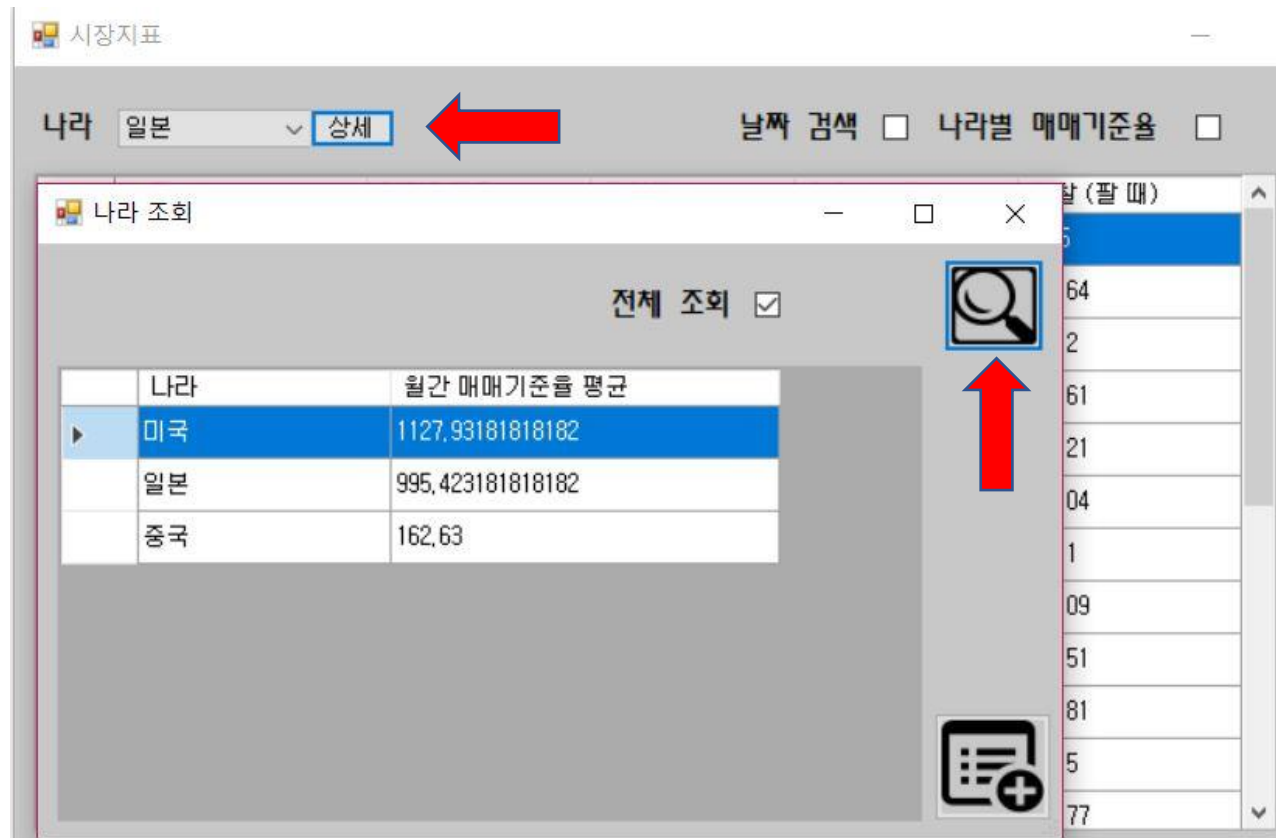 시장지표
나라 일본 상세 날짜 검색 나라별 매매기준율
찰 (팔 때)
나라 조회
전체 조회
나라 월간 매매기준율 평균
미국 1127,93181818182
일본 995,423181818182
중국 162,63
5
64
2
61
21
04
1
09
51
81
5
77